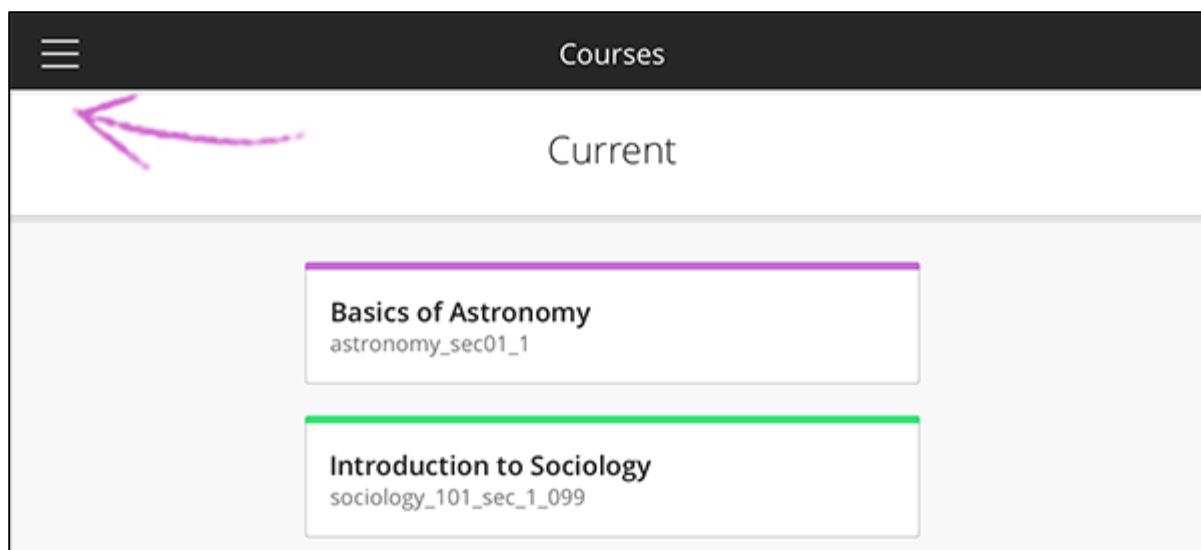 Courses
Current
Basics of Astronomy
astronomy_sec01_1
Introduction to Sociology
sociology_101_sec_1_099